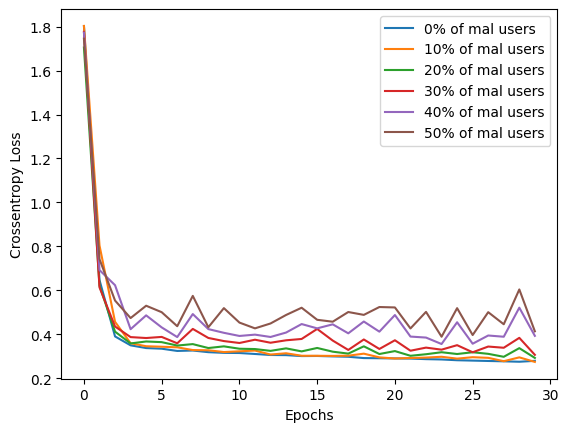 1.8
1.6
1.4
1.2
1.0
0.8
0.6
0.4
0.2
Crossentropy Loss
0% of mal users
10% of mal users
20% of mal users
30% of mal users
40% of mal users
50% of mal users
0
5
10
15
20
25
30
Epochs